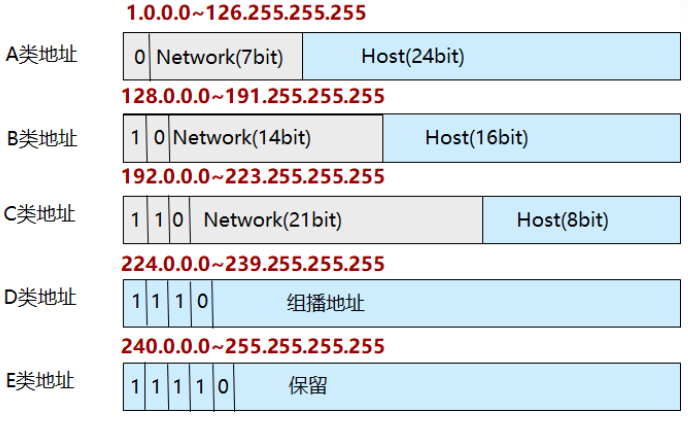 1.0.0.0~126.255.255.255
A类地址 0 Network(7bit) Host(24bit)
128.0.0.0~191.255.255.255
B类地址 1 0 Network(14bit) Host(16bit)
192.0.0.0~223.255.255.255
C类地址 1 1 0 Network(21bit) Host(8bit)
224.0.0.0~239.255.255.255
D类地址 1 1 1 0 组播地址
240.0.0.0~255.255.255.255
E类地址 1 1 1 1 0 保留